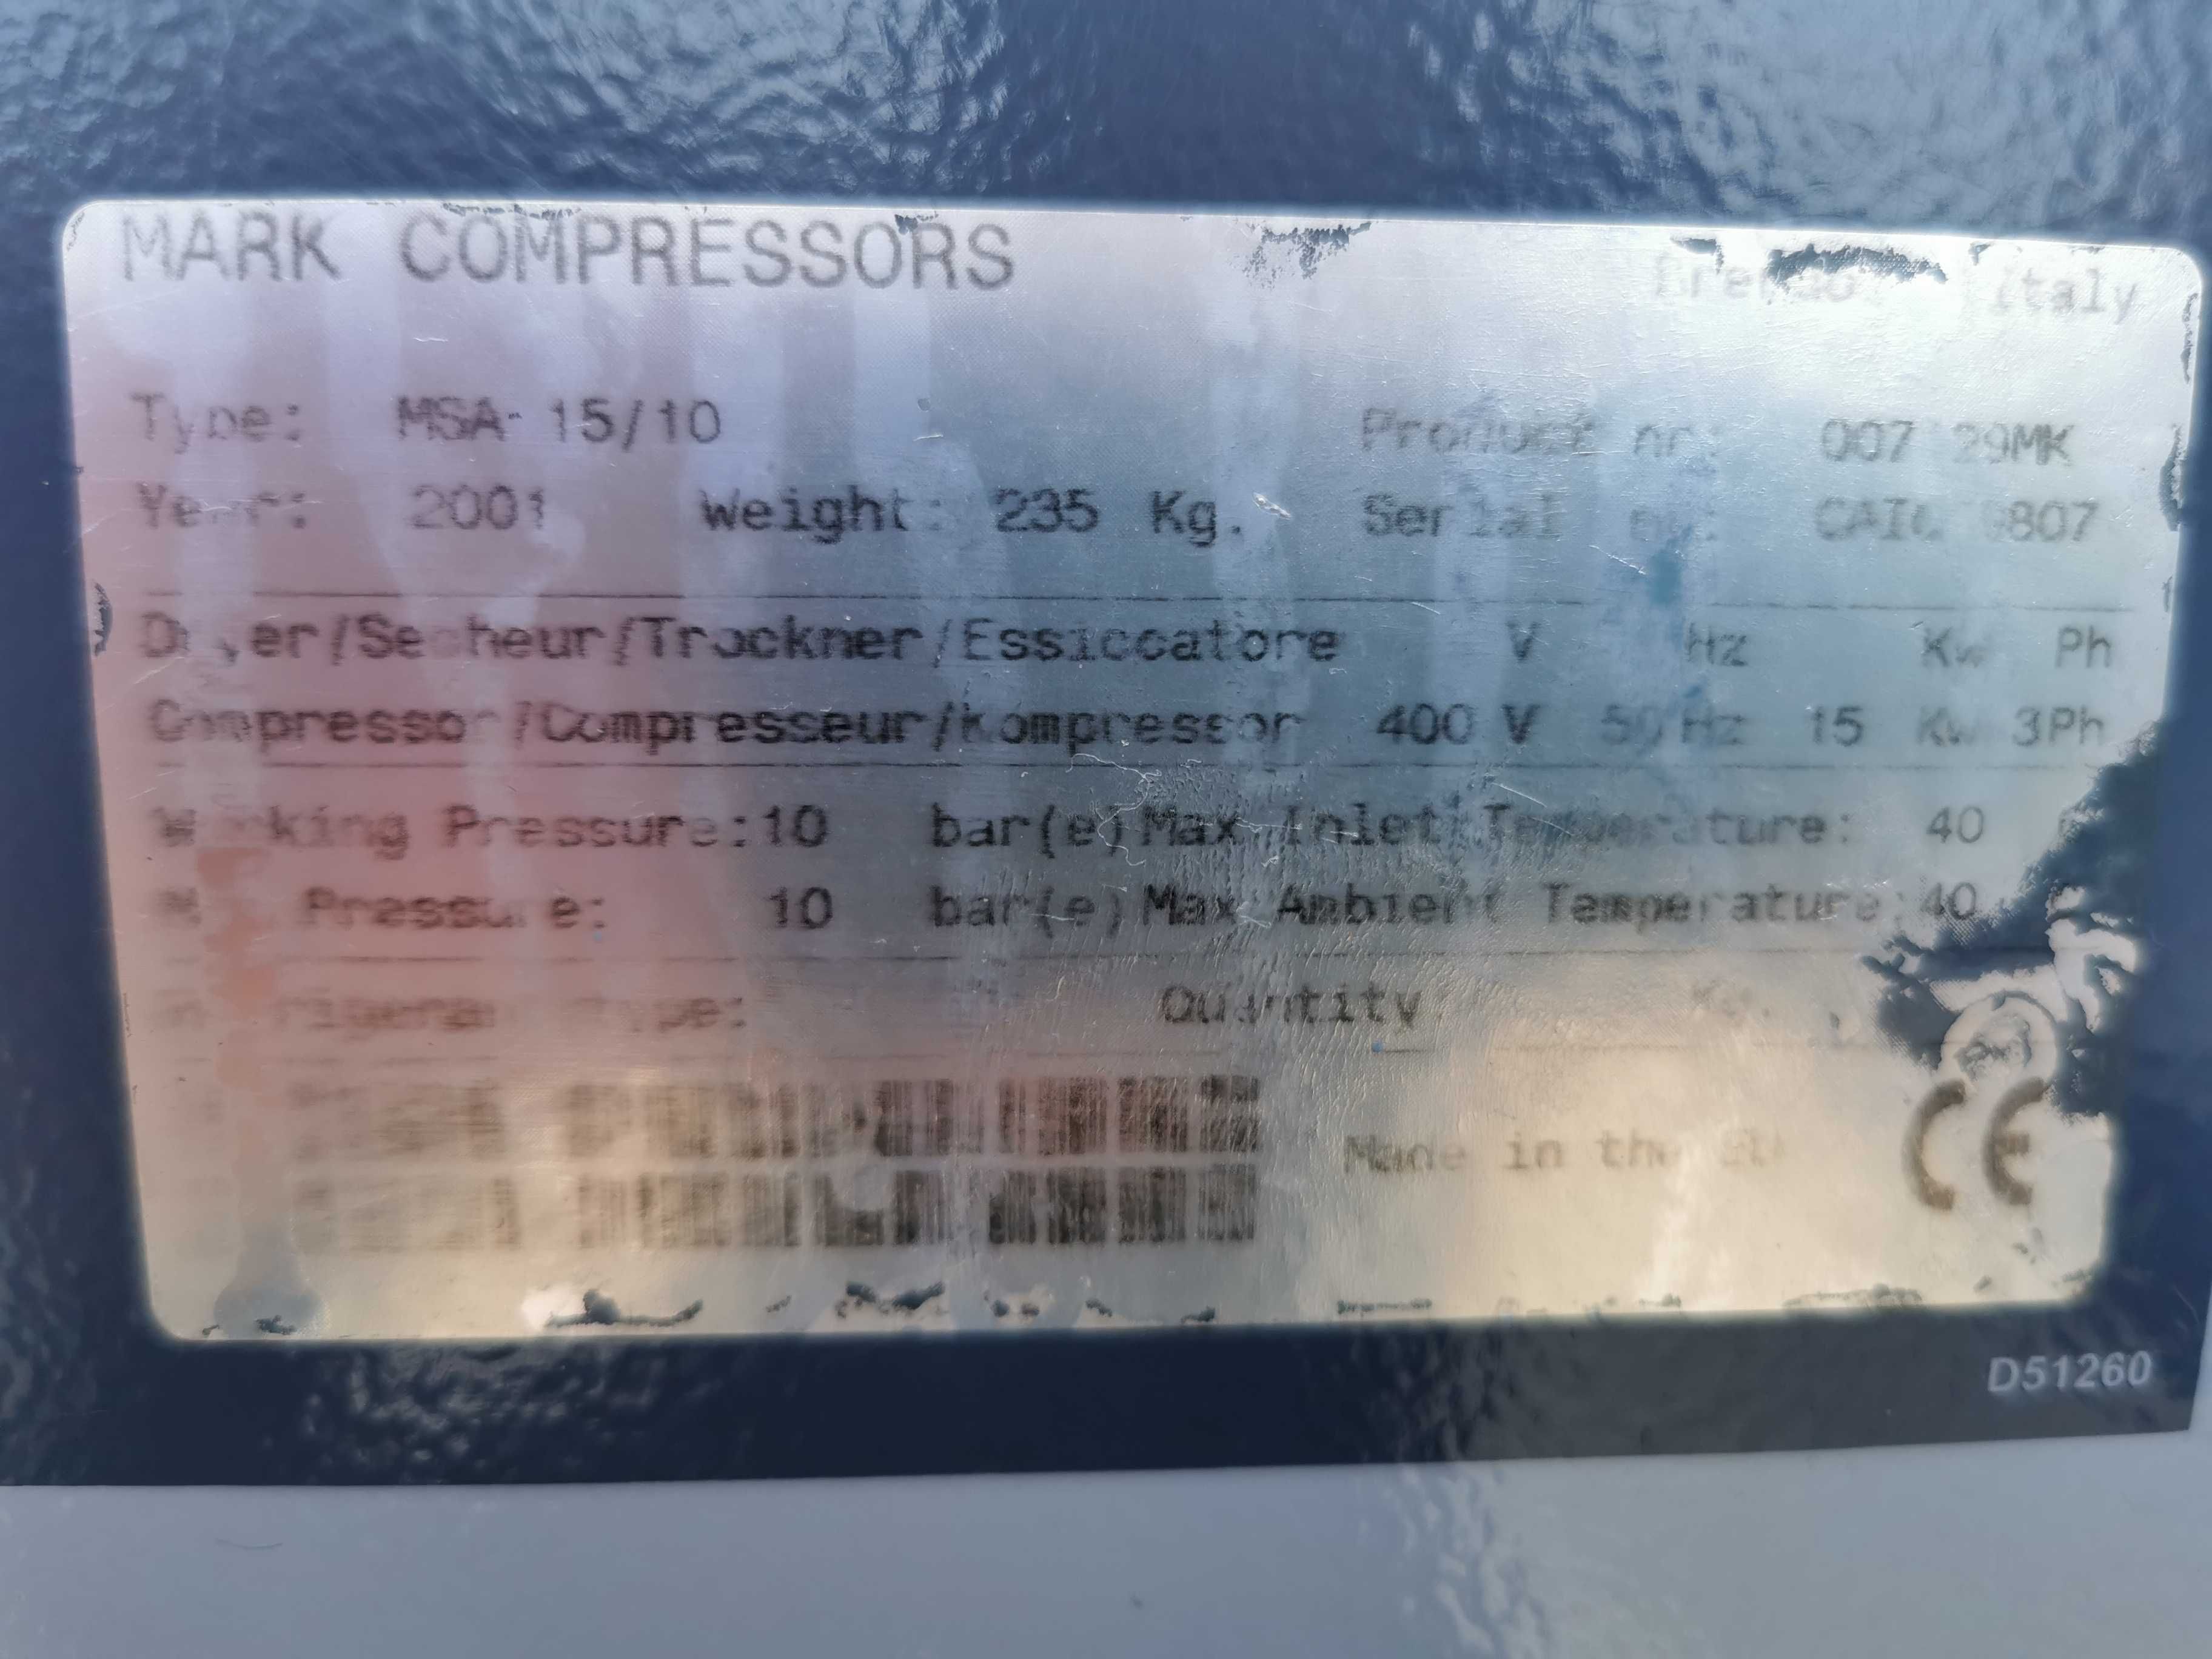 MARK COMPRESSORS Italy
Type: MSA 15/10 Product nr:
Year: 2001 Weight: 235 Kg. Serial
Dryer/Secheur/Trockner/Essiccatore V Hz Kw Ph
Compressor/Compresseur/Kompressor 400 V 50 Hz 15 Kw 3Ph
Working Pressure:10 bar(e) Max Inlet Temperature: 40
Pressure: 10 bar(e) Max Ambient Temperature:40
Quantity
Made in the
CE
D51260